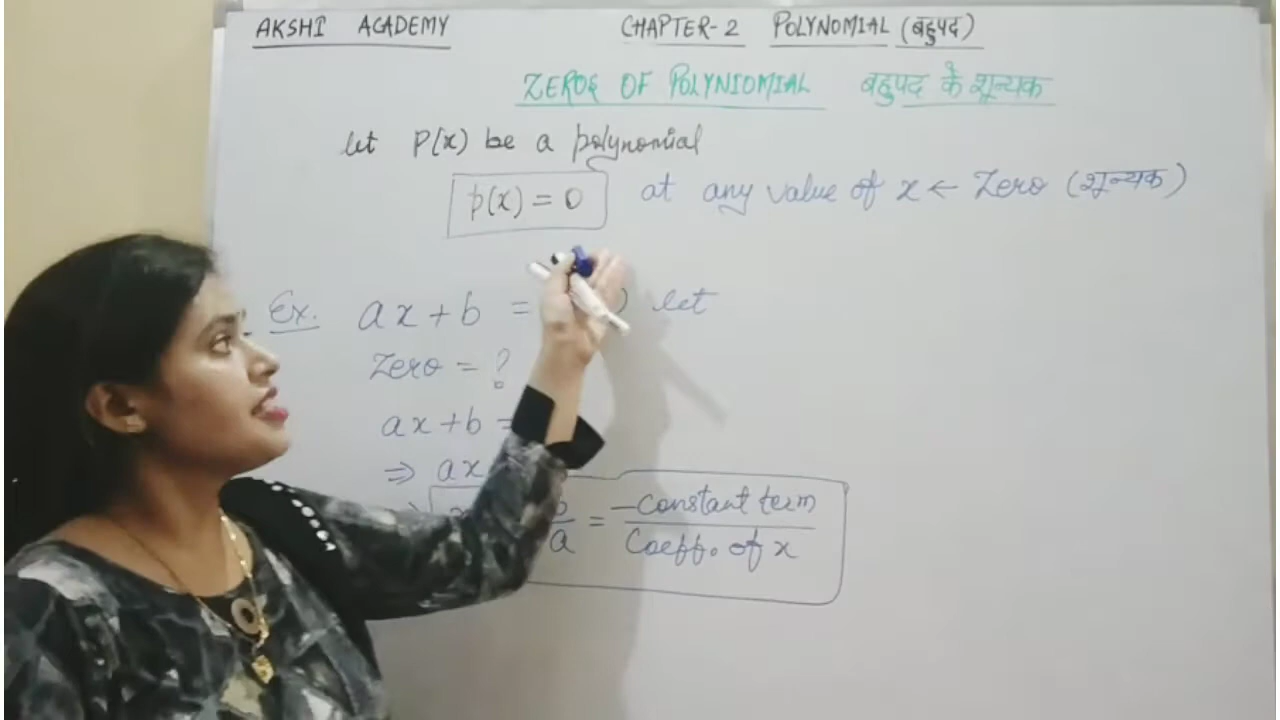 AKSHI ACADEMY CHAPTER-2 POLYNOMIAL (बहुपद)
ZEROS OF POLYNIOMIAL बहुपद के शून्यक
let P(x) be a polynomial
p(x) = 0 at any value of x ← Zero (शून्यक)
Ex. ax + b = let
Zero = ?
ax + b =
⇒ ax
b/a = -Constant term/Coeff. of x